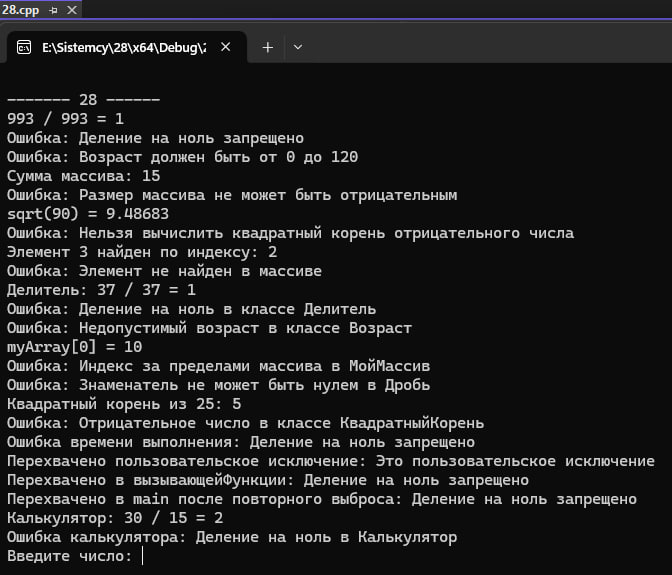 28.cpp
E:\Sistemcy\28\x64\Debug\2
------- 28 ------
993 / 993 = 1
Ошибка: Деление на ноль запрещено
Ошибка: Возраст должен быть от 0 до 120
Сумма массива: 15
Ошибка: Размер массива не может быть отрицательным
sqrt(90) = 9.48683
Ошибка: Нельзя вычислить квадратный корень отрицательного числа
Элемент 3 найден по индексу: 2
Ошибка: Элемент не найден в массиве
Делитель: 37 / 37 = 1
Ошибка: Деление на ноль в классе Делитель
Ошибка: Недопустимый возраст в классе Возраст
myArray[0] = 10
Ошибка: Индекс за пределами массива в МойМассив
Ошибка: Знаменатель не может быть нулем в Дробь
Квадратный корень из 25: 5
Ошибка: Отрицательное число в классе КвадратныйКорень
Ошибка времени выполнения: Деление на ноль запрещено
Перехвачено пользовательское исключение: Это пользовательское исключение
Перехвачено в вызывающейФункции: Деление на ноль запрещено
Перехвачено в main после повторного выброса: Деление на ноль запрещено
Калькулятор: 30 / 15 = 2
Ошибка калькулятора: Деление на ноль в Калькулятор
Введите число: